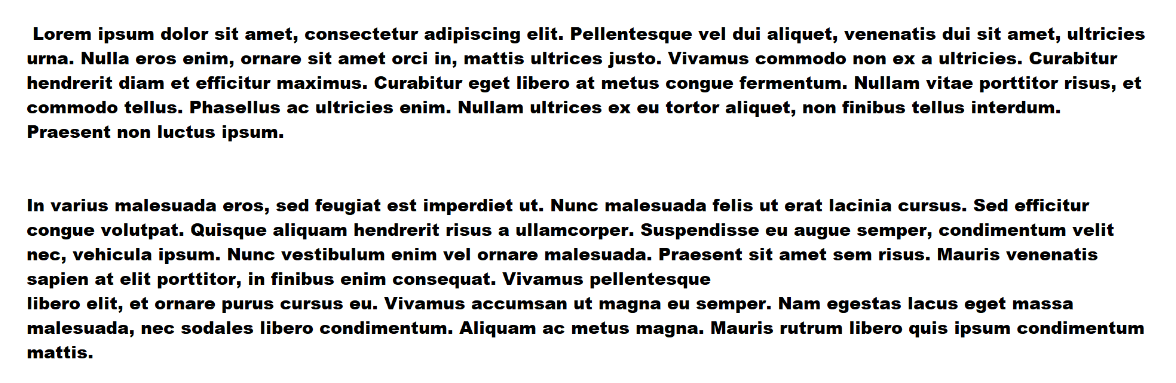 Lorem ipsum dolor sit amet, consectetur adipiscing elit. Pellentesque vel dui aliquet, venenatis dui sit amet, ultricies
urna. Nulla eros enim, ornare sit amet orci in, mattis ultrices justo. Vivamus commodo non ex a ultricies. Curabitur
hendrerit diam et efficitur maximus. Curabitur eget libero at metus congue fermentum. Nullam vitae porttitor risus, et
commodo tellus. Phasellus ac ultricies enim. Nullam ultrices ex eu tortor aliquet, non finibus tellus interdum.
Praesent non luctus ipsum.
In varius malesuada eros, sed feugiat est imperdiet ut. Nunc malesuada felis ut erat lacinia cursus. Sed efficitur
congue volutpat. Quisque aliquam hendrerit risus a ullamcorper. Suspendisse eu augue semper, condimentum velit
nec, vehicula ipsum. Nunc vestibulum enim vel ornare malesuada. Praesent sit amet sem risus. Mauris venenatis
sapien at elit porttitor, in finibus enim consequat. Vivamus pellentesque
libero elit, et ornare purus cursus eu. Vivamus accumsan ut magna eu semper. Nam egestas lacus eget massa
malesuada, nec sodales libero condimentum. Aliquam ac metus magna. Mauris rutrum libero quis ipsum condimentum
mattis.